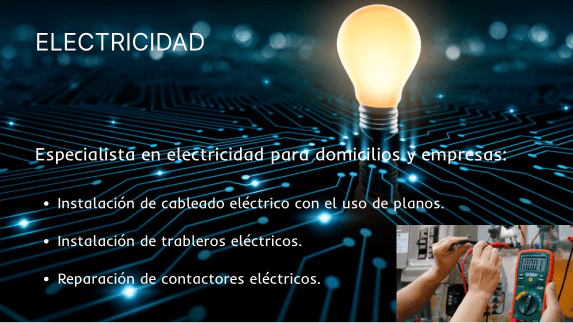 ELECTRICIDAD
Especialista en electricidad para domicilios y empresas:
• Instalación de cableado eléctrico con el uso de planos.
• Instalación de trableros eléctricos.
• Reparación de contactores eléctricos.